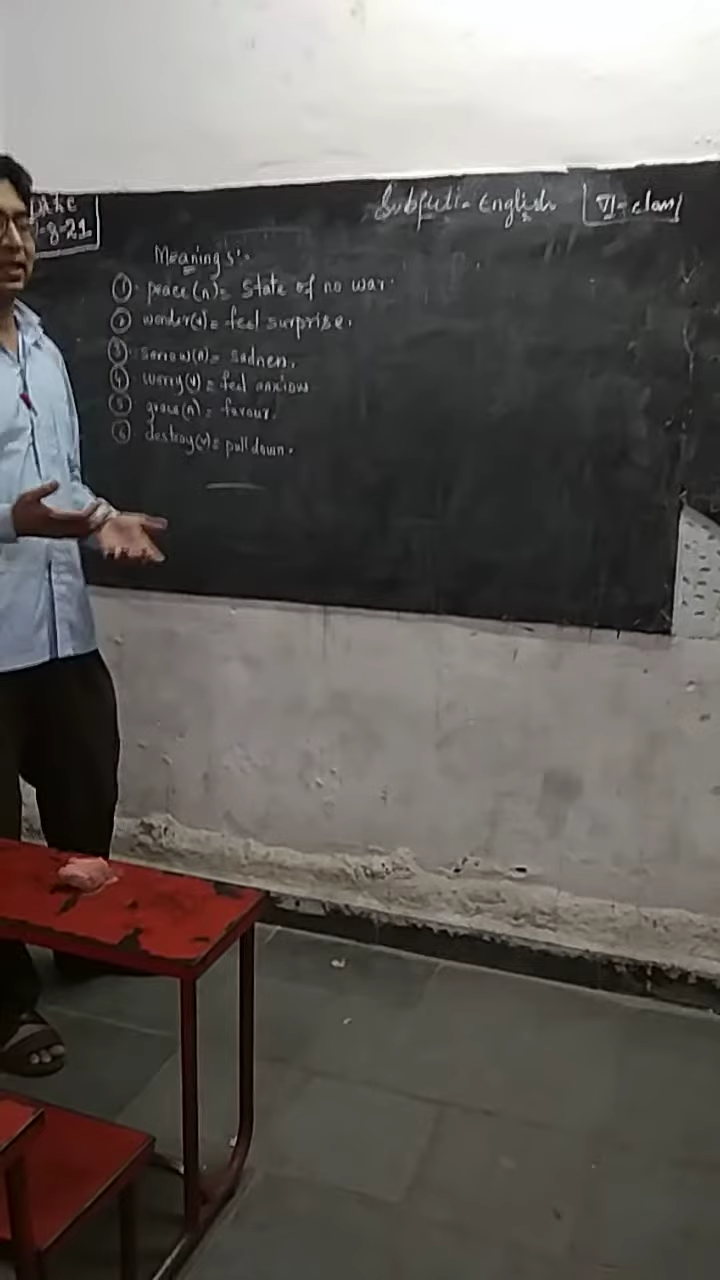 Date
-8-21
Subject:- English
VI-class
Meanings:-
① peace(n)= State of no war.
② wonder(v)= feel surprise.
③ sorrow(n)= sadness.
④ worry(v)= feel anxious
⑤ grace(n)= favour.
⑥ destroy(v)= pull down.